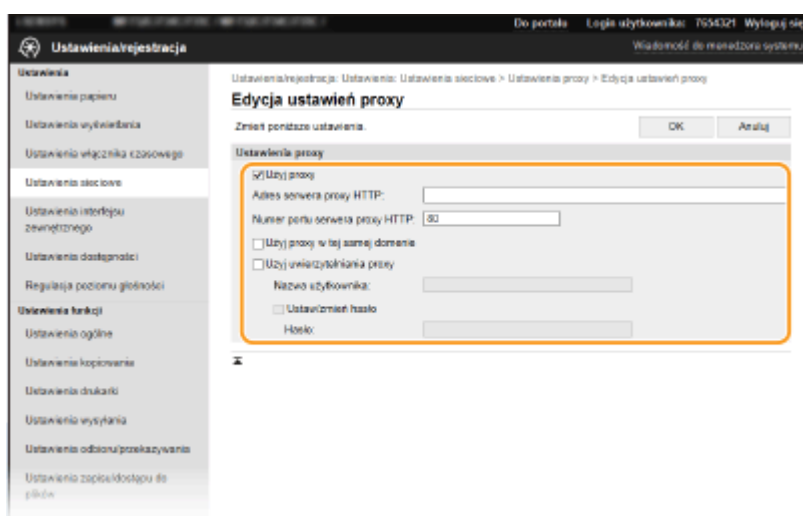 Do portalu Login użytkownika: 7654321 Wyloguj się
Ustawienia/rejestracja
Wiadomość do menedżera systemu
Ustawienia
Ustawienia papieru
Ustawienia wyświetlania
Ustawienia włącznika czasowego
Ustawienia sieciowe
Ustawienia interfejsu
zewnętrznego
Ustawienia dostępności
Regulacja poziomu głośności
Ustawienia funkcji
Ustawienia ogólne
Ustawienia kopiowania
Ustawienia drukarki
Ustawienia wysyłania
Ustawienia odbioru/przekazywania
Ustawienia zapisu/dostępu do
plików
Ustawienia/rejestracja: Ustawienia: Ustawienia sieciowe > Ustawienia proxy > Edycja ustawień proxy
Edycja ustawień proxy
Zmień poniższe ustawienia.
OK Anuluj
Ustawienia proxy
Użyj proxy
Adres serwera proxy HTTP:
Numer portu serwera proxy HTTP: 80
Użyj proxy w tej samej domenie
Użyj uwierzytelniania proxy
Nazwa użytkownika:
Ustaw/zmień hasło
Hasło: